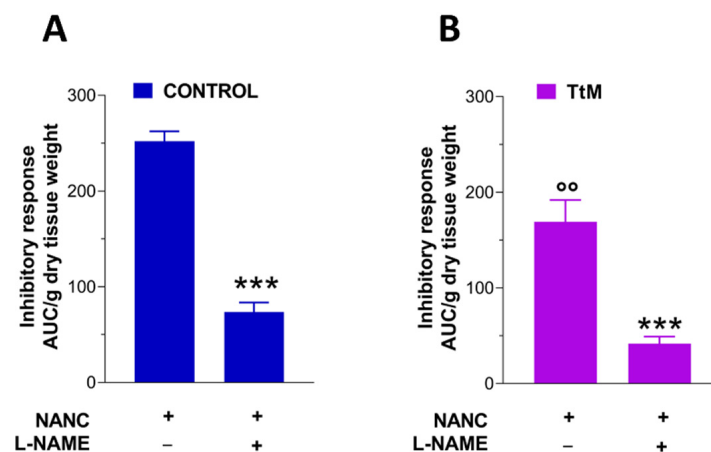 A
CONTROL
Inhibitory response
AUC/g dry tissue weight
300
200
100
0
***
NANC + +
L-NAME – +
B
TtM
Inhibitory response
AUC/g dry tissue weight
300
200
100
0
°°
***
NANC + +
L-NAME – +